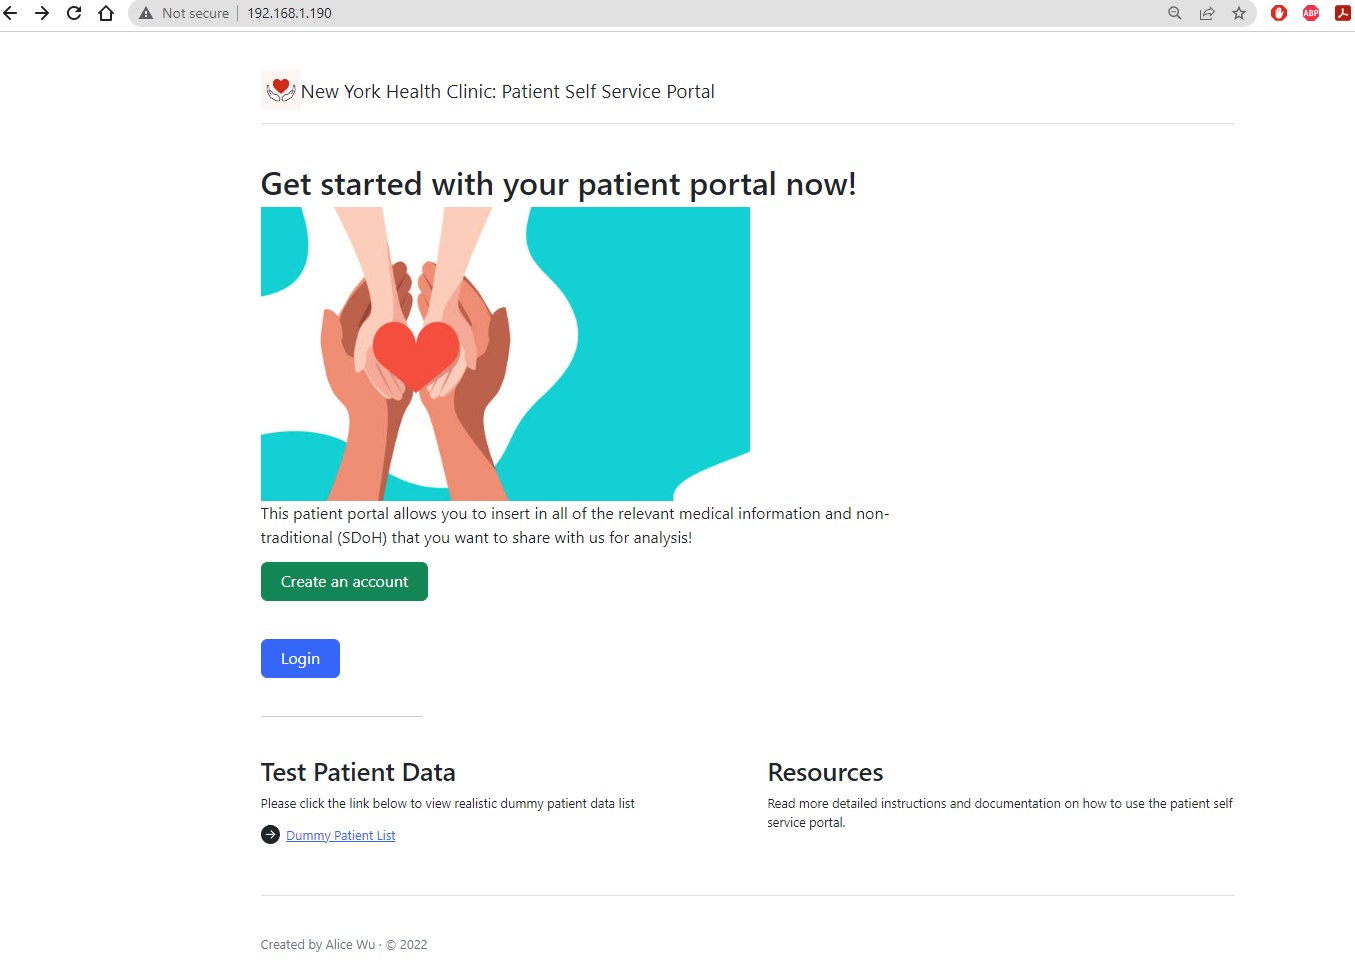 Not secure | 192.168.1.190
ABP
New York Health Clinic: Patient Self Service Portal
Get started with your patient portal now!
This patient portal allows you to insert in all of the relevant medical information and non-
traditional (SDoH) that you want to share with us for analysis!
Create an account
Login
Test Patient Data
Please click the link below to view realistic dummy patient data list
Dummy Patient List
Resources
Read more detailed instructions and documentation on how to use the patient self
service portal.
Created by Alice Wu · © 2022